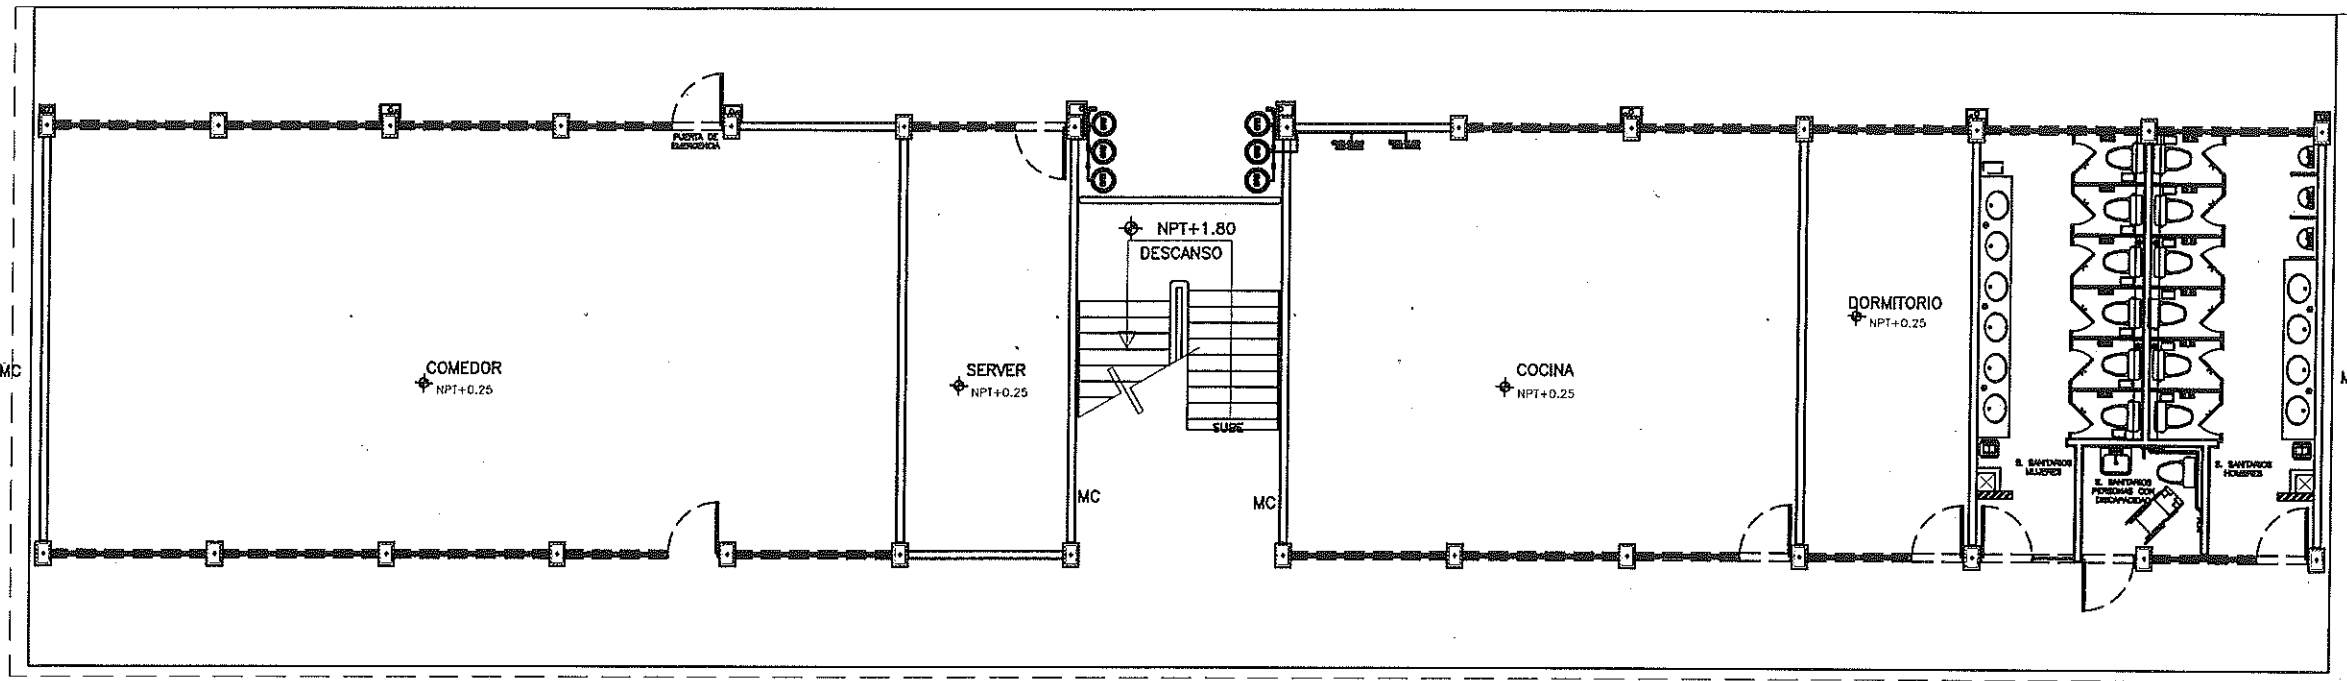 PUERTA DE
EMERGENCIA
NPT+1.80
DESCANSO
DORMITORIO
NPT+0.25
MC
COMEDOR
NPT+0.25
SERVER
NPT+0.25
COCINA
NPT+0.25
SUBE
S. SANITARIOS
MUJERES
S. SANITARIOS
HOMBRES
S. SANITARIOS
PERSONAS CON
DISCAPACIDAD
MC
MC